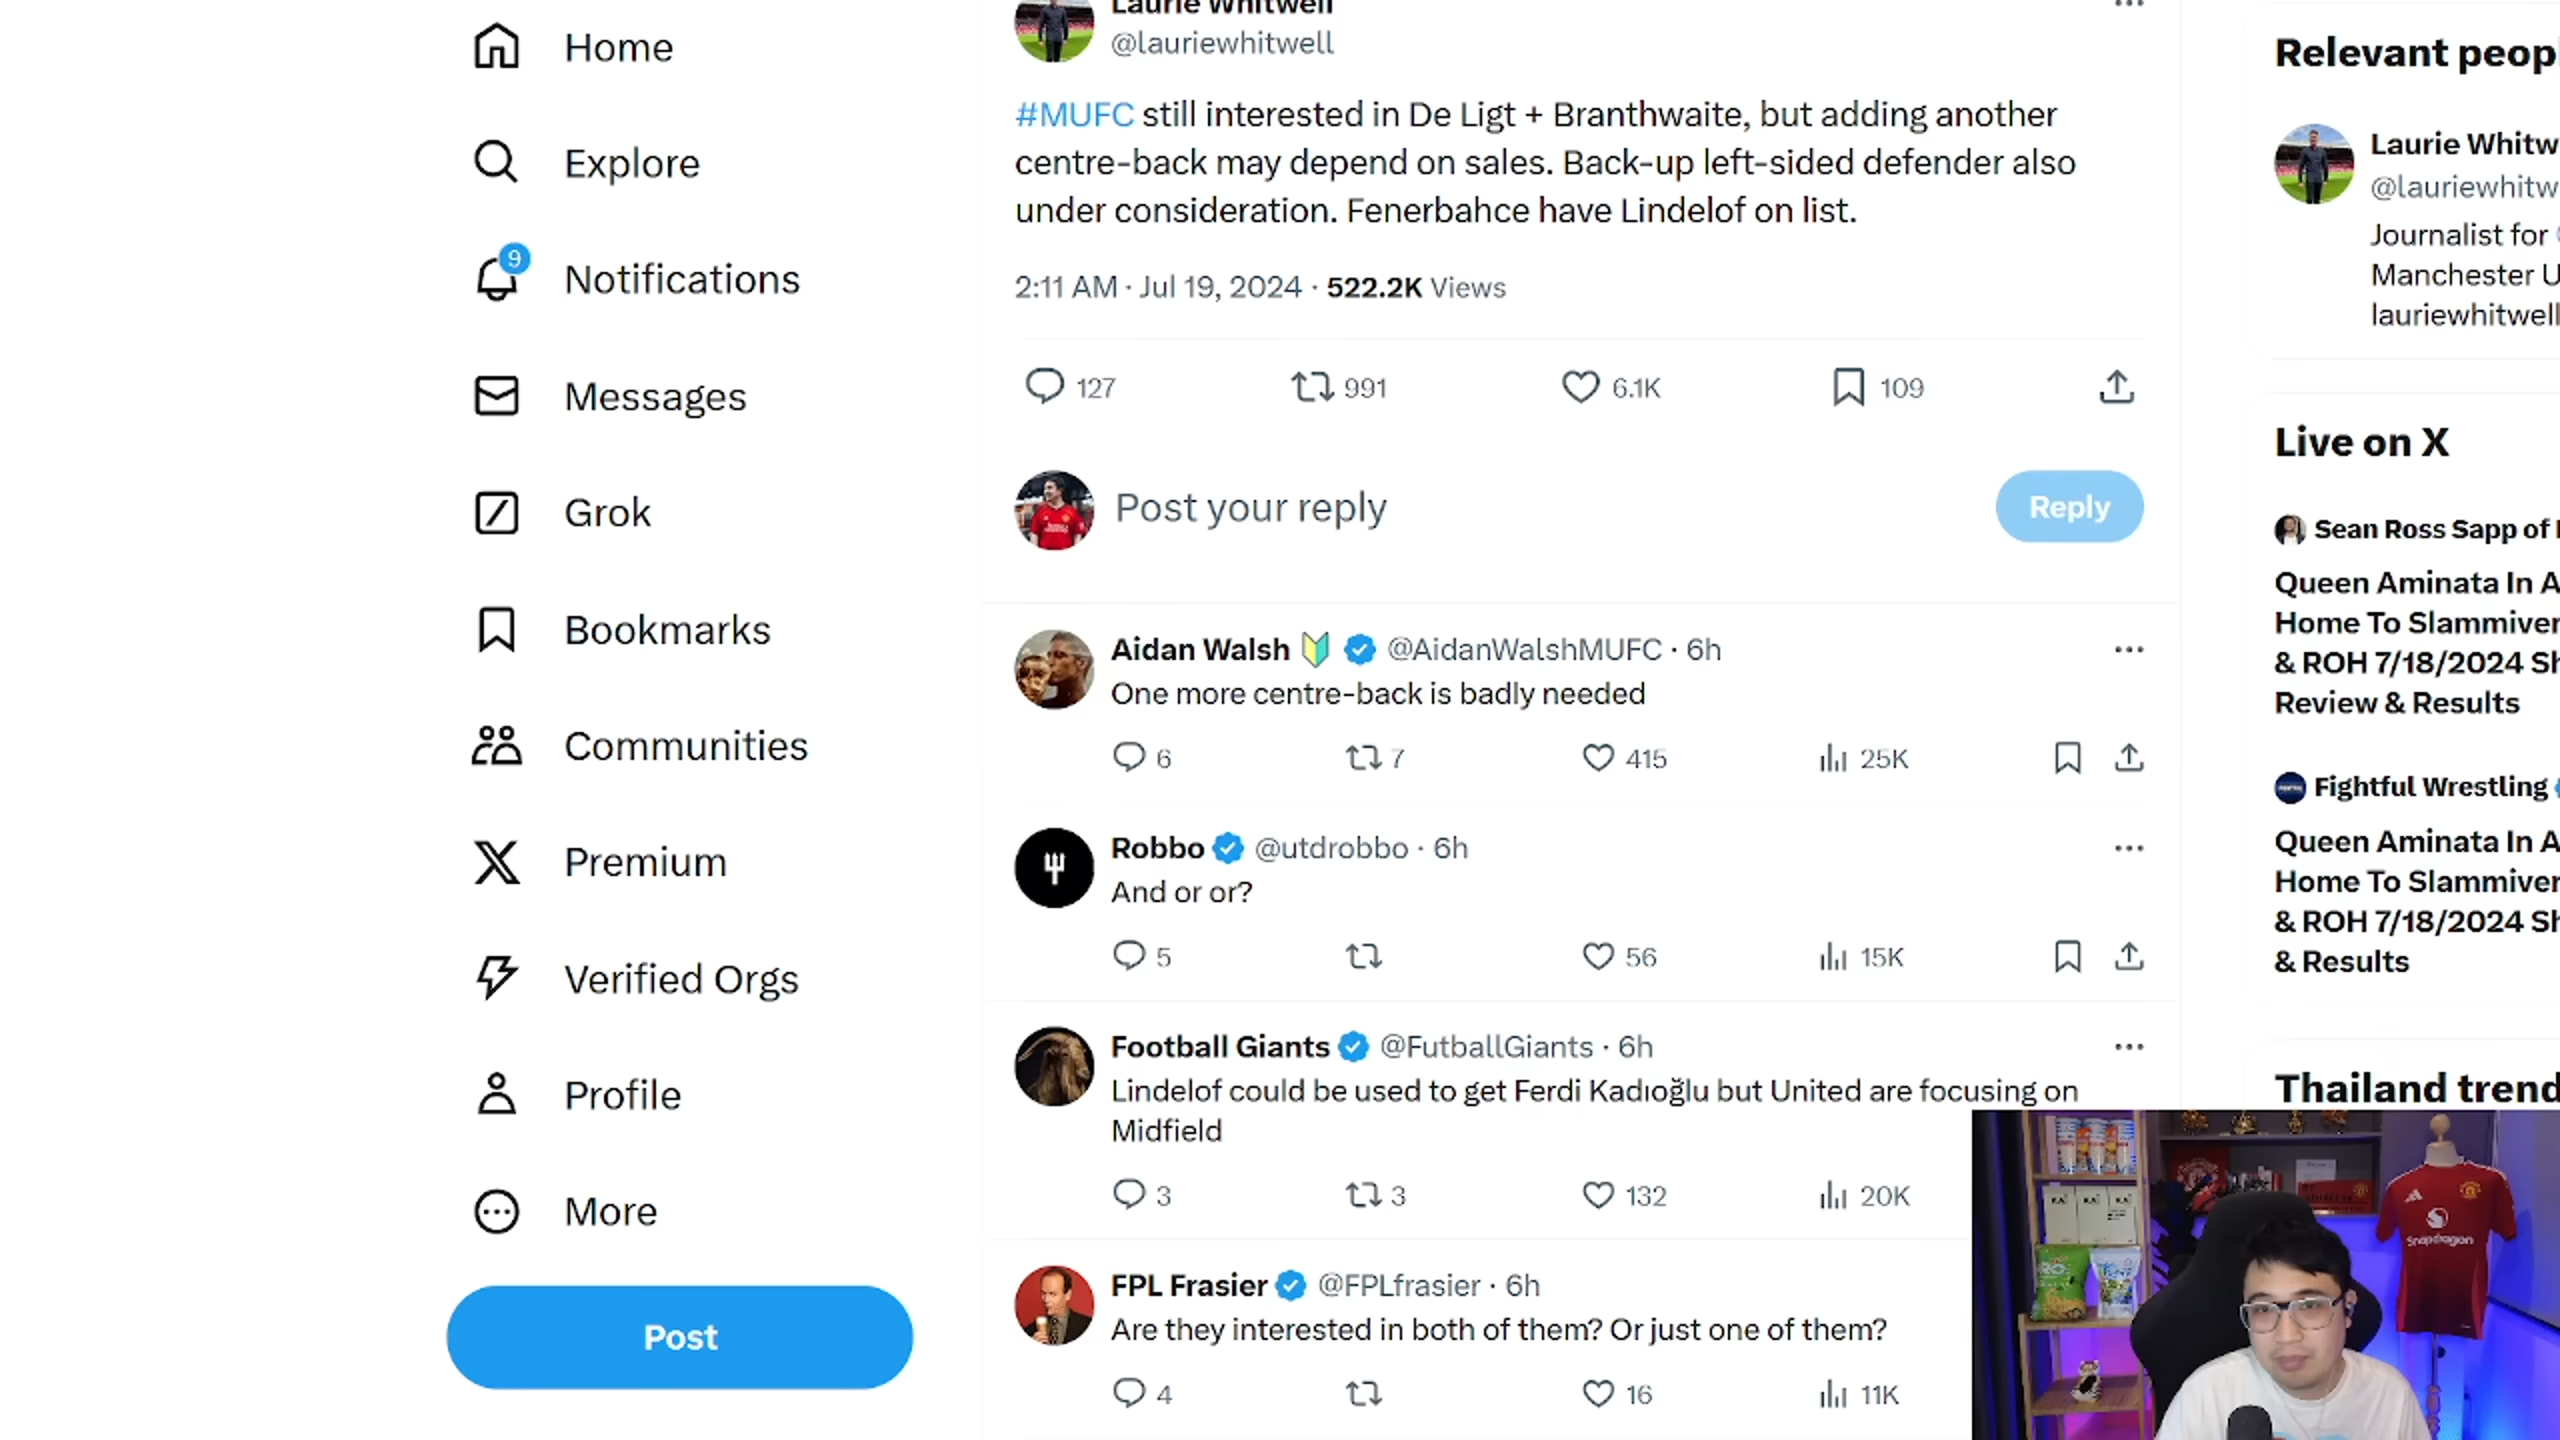 Home
Explore
9
Notifications
Messages
Grok
Bookmarks
Communities
Premium
Verified Orgs
Profile
More
Post
Laurie Whitwell
@lauriewhitwell
#MUFC still interested in De Ligt + Branthwaite, but adding another
centre-back may depend on sales. Back-up left-sided defender also
under consideration. Fenerbahce have Lindelof on list.
2:11 AM · Jul 19, 2024 · 522.2K Views
127 991 6.1K 109
Post your reply
Reply
Aidan Walsh @AidanWalshMUFC · 6h
One more centre-back is badly needed
6 7 415 25K
Robbo @utdrobbo · 6h
And or or?
5 56 15K
Football Giants @FutballGiants · 6h
Lindelof could be used to get Ferdi Kadıoğlu but United are focusing on
Midfield
3 3 132 20K
FPL Frasier @FPLfrasier · 6h
Are they interested in both of them? Or just one of them?
4 16 11K
Relevant peop
Laurie Whitw
@lauriewhitw
Journalist for
Manchester U
lauriewhitwell
Live on X
Sean Ross Sapp of
Queen Aminata In A
Home To Slammiver
& ROH 7/18/2024 Sh
Review & Results
Fightful Wrestling
Queen Aminata In A
Home To Slammiver
& ROH 7/18/2024 Sh
& Results
Thailand trend
Snapdragon